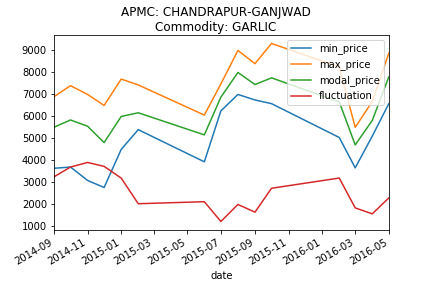 APMC: CHANDRAPUR-GANJWAD
Commodity: GARLIC
min_price
max_price
modal_price
fluctuation
9000
8000
7000
6000
5000
4000
3000
2000
1000
2014-09 2014-11 2015-01 2015-03 2015-05 2015-07 2015-09 2015-11 2016-01 2016-03 2016-05
date